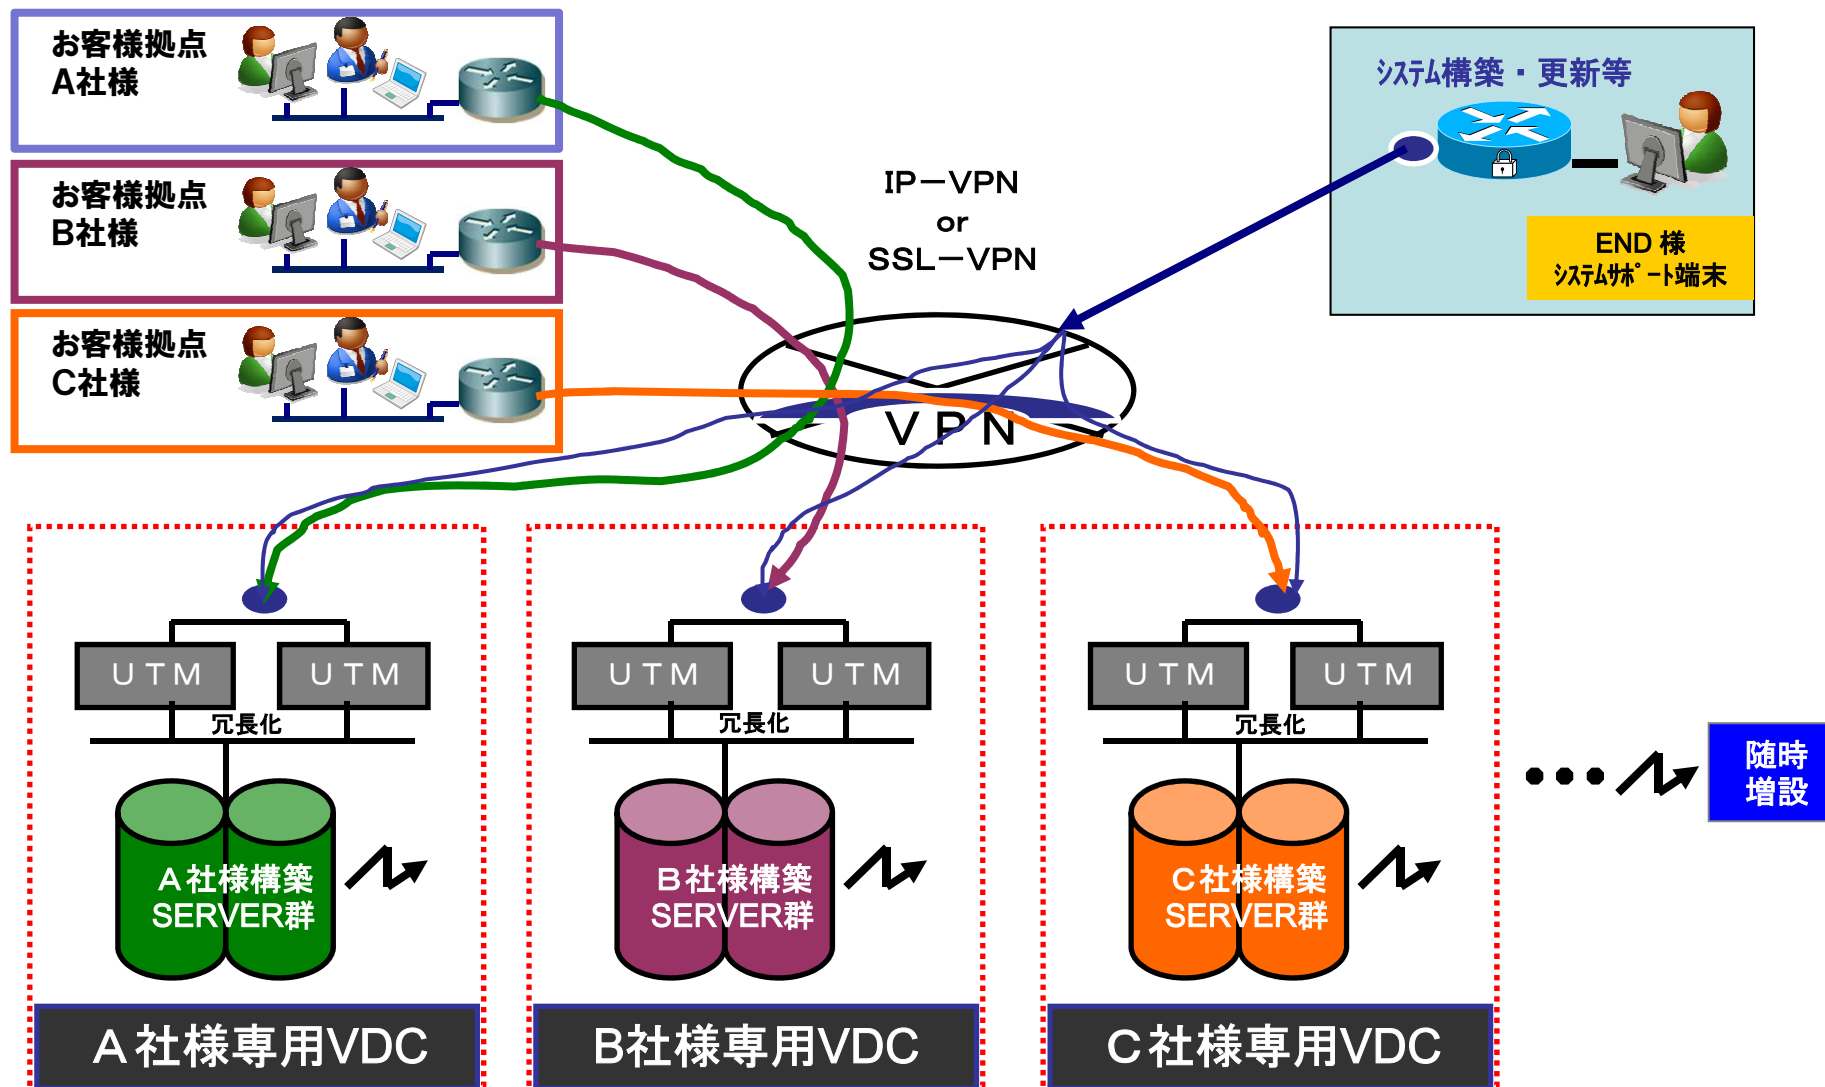 お客様拠点
A社様
お客様拠点
B社様
お客様拠点
C社様
IP－VPN
or
SSL－VPN
ｼｽﾃﾑ構築・更新等
END 様
ｼｽﾃﾑｻﾎﾟｰﾄ端末
ＶＰＮ
ＵＴＭ
ＵＴＭ
冗長化
A社様構築
SERVER群
A社様専用VDC
ＵＴＭ
ＵＴＭ
冗長化
B社様構築
SERVER群
B社様専用VDC
ＵＴＭ
ＵＴＭ
冗長化
C社様構築
SERVER群
C社様専用VDC
●●●
随時
増設